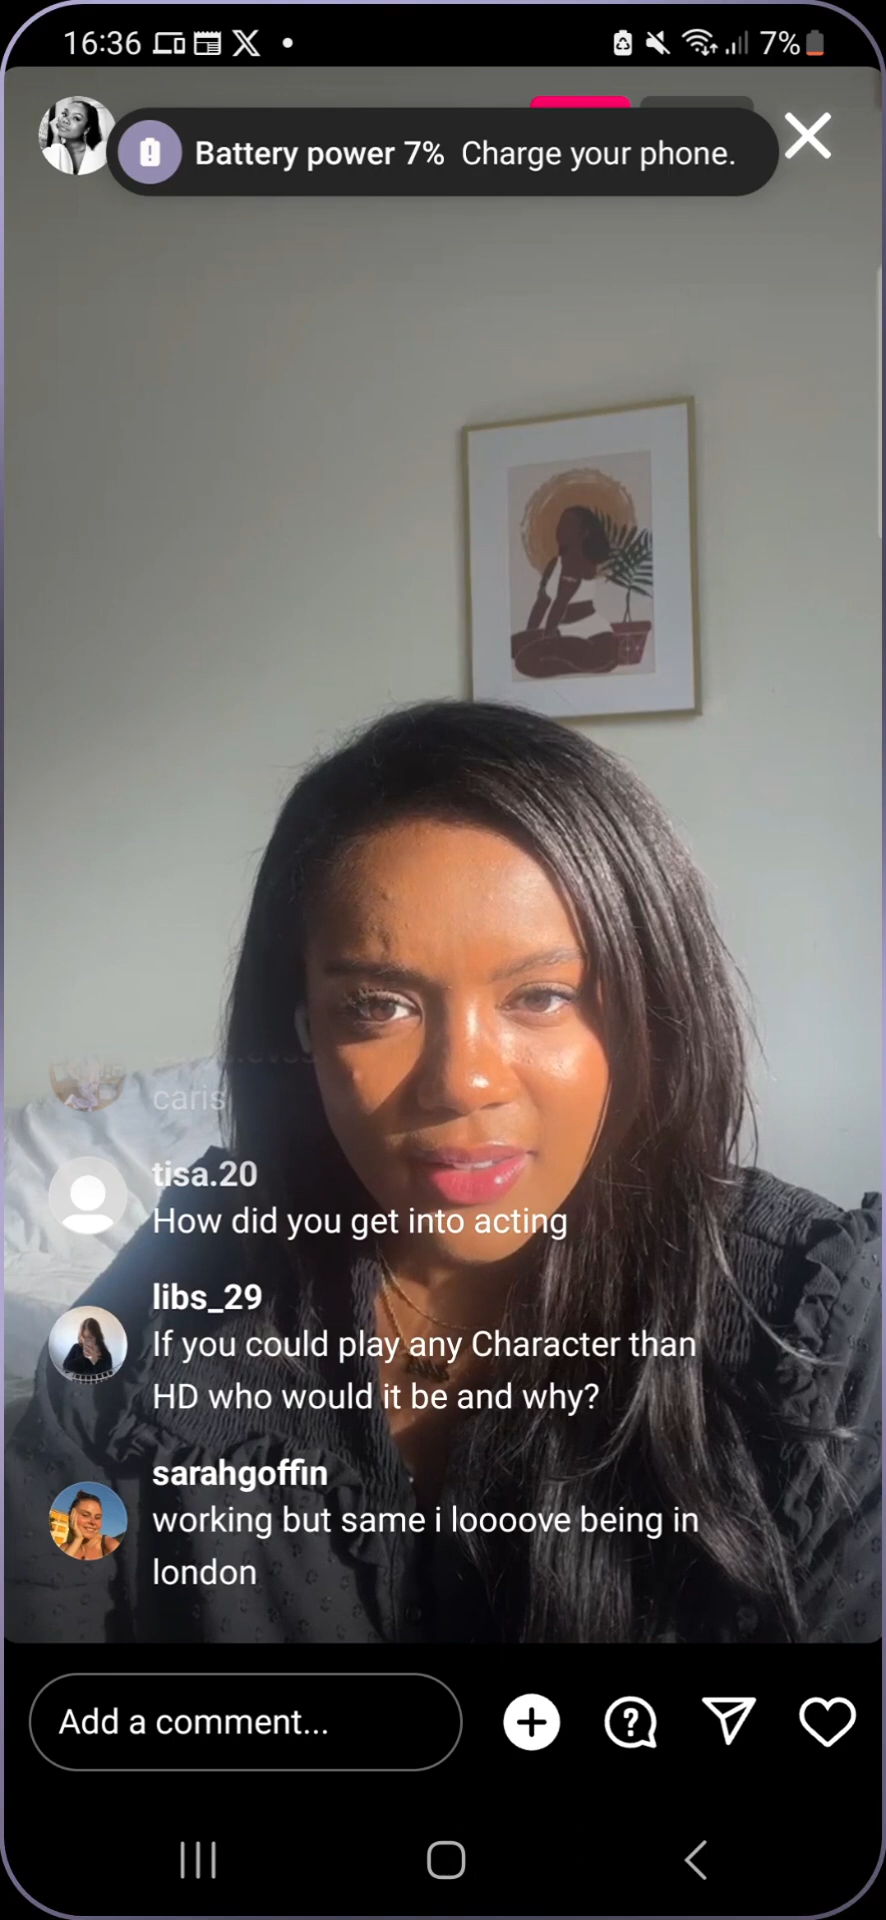 16:36
7%
Battery power 7% Charge your phone.
caris
tisa.20
How did you get into acting
libs_29
If you could play any Character than
HD who would it be and why?
sarahgoffin
working but same i loooove being in
london
Add a comment...